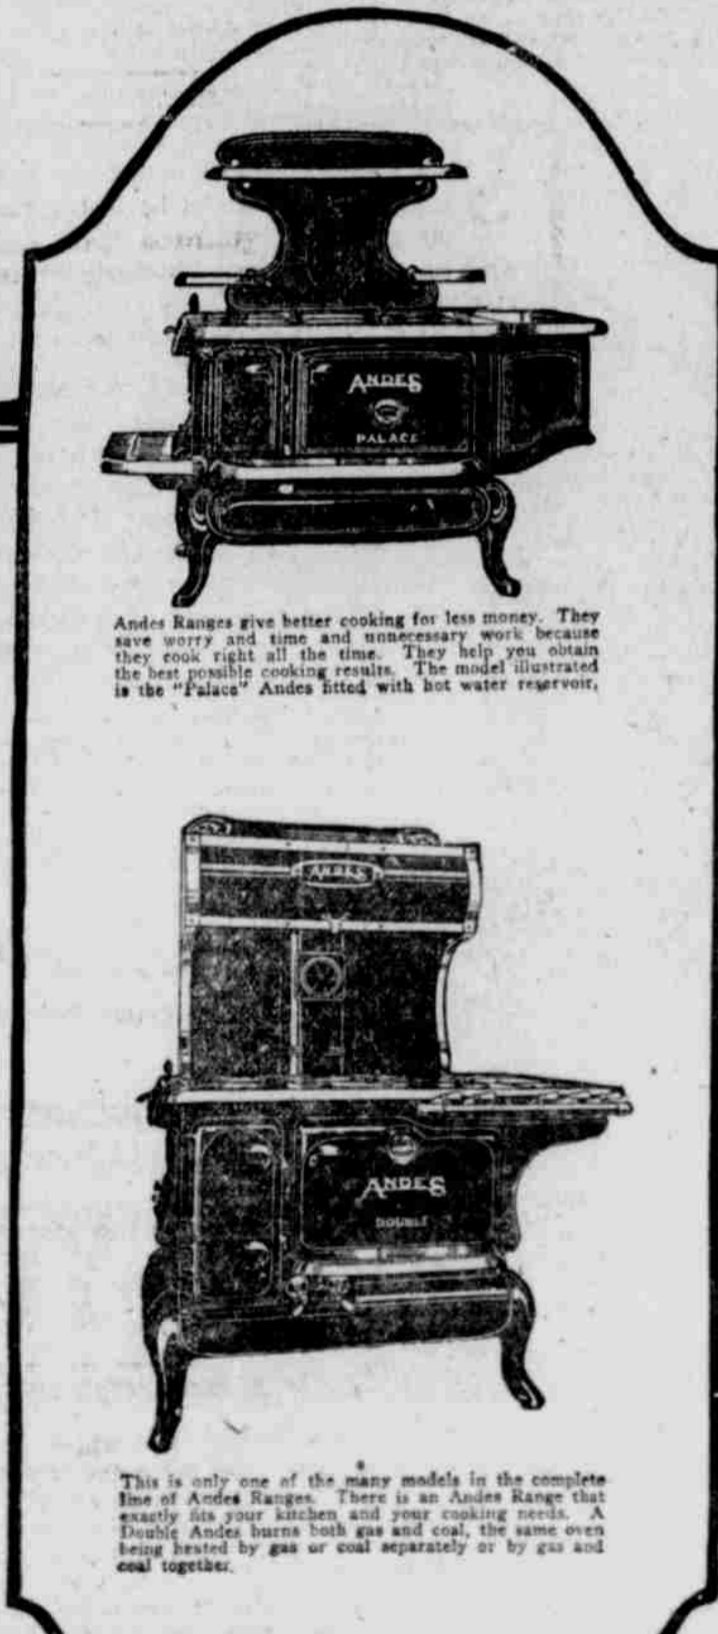 ANDES
PALACE
Andes Ranges give better cooking for less money. They
save worry and time and unnecessary work because
they cook right all the time. They help you obtain
the best possible cooking results. The model illustrated
is the "Palace" Andes fitted with hot water reservoir,
ANDES
ANDES
DOUBLE
This is only one of the many models in the complete
line of Andes Ranges. There is an Andes Range that
exactly fits your kitchen and your cooking needs. A
Double Andes burns both gas and coal, the same oven
being heated by gas or coal separately or by gas and
coal together.